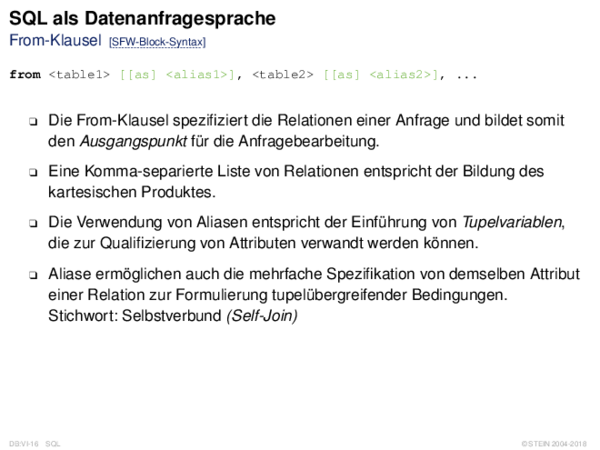 SQL als Datenanfragesprache
From-Klausel [SFW-Block-Syntax]
from <table1> [[as] <alias1>], <table2> [[as] <alias2>], ...
❑ Die From-Klausel spezifiziert die Relationen einer Anfrage und bildet somit
den Ausgangspunkt für die Anfragebearbeitung.
❑ Eine Komma-separierte Liste von Relationen entspricht der Bildung des
kartesischen Produktes.
❑ Die Verwendung von Aliasen entspricht der Einführung von Tupelvariablen,
die zur Qualifizierung von Attributen verwandt werden können.
❑ Aliase ermöglichen auch die mehrfache Spezifikation von demselben Attribut
einer Relation zur Formulierung tupelübergreifender Bedingungen.
Stichwort: Selbstverbund (Self-Join)
DB:VI-16 SQL
© STEIN 2004-2018